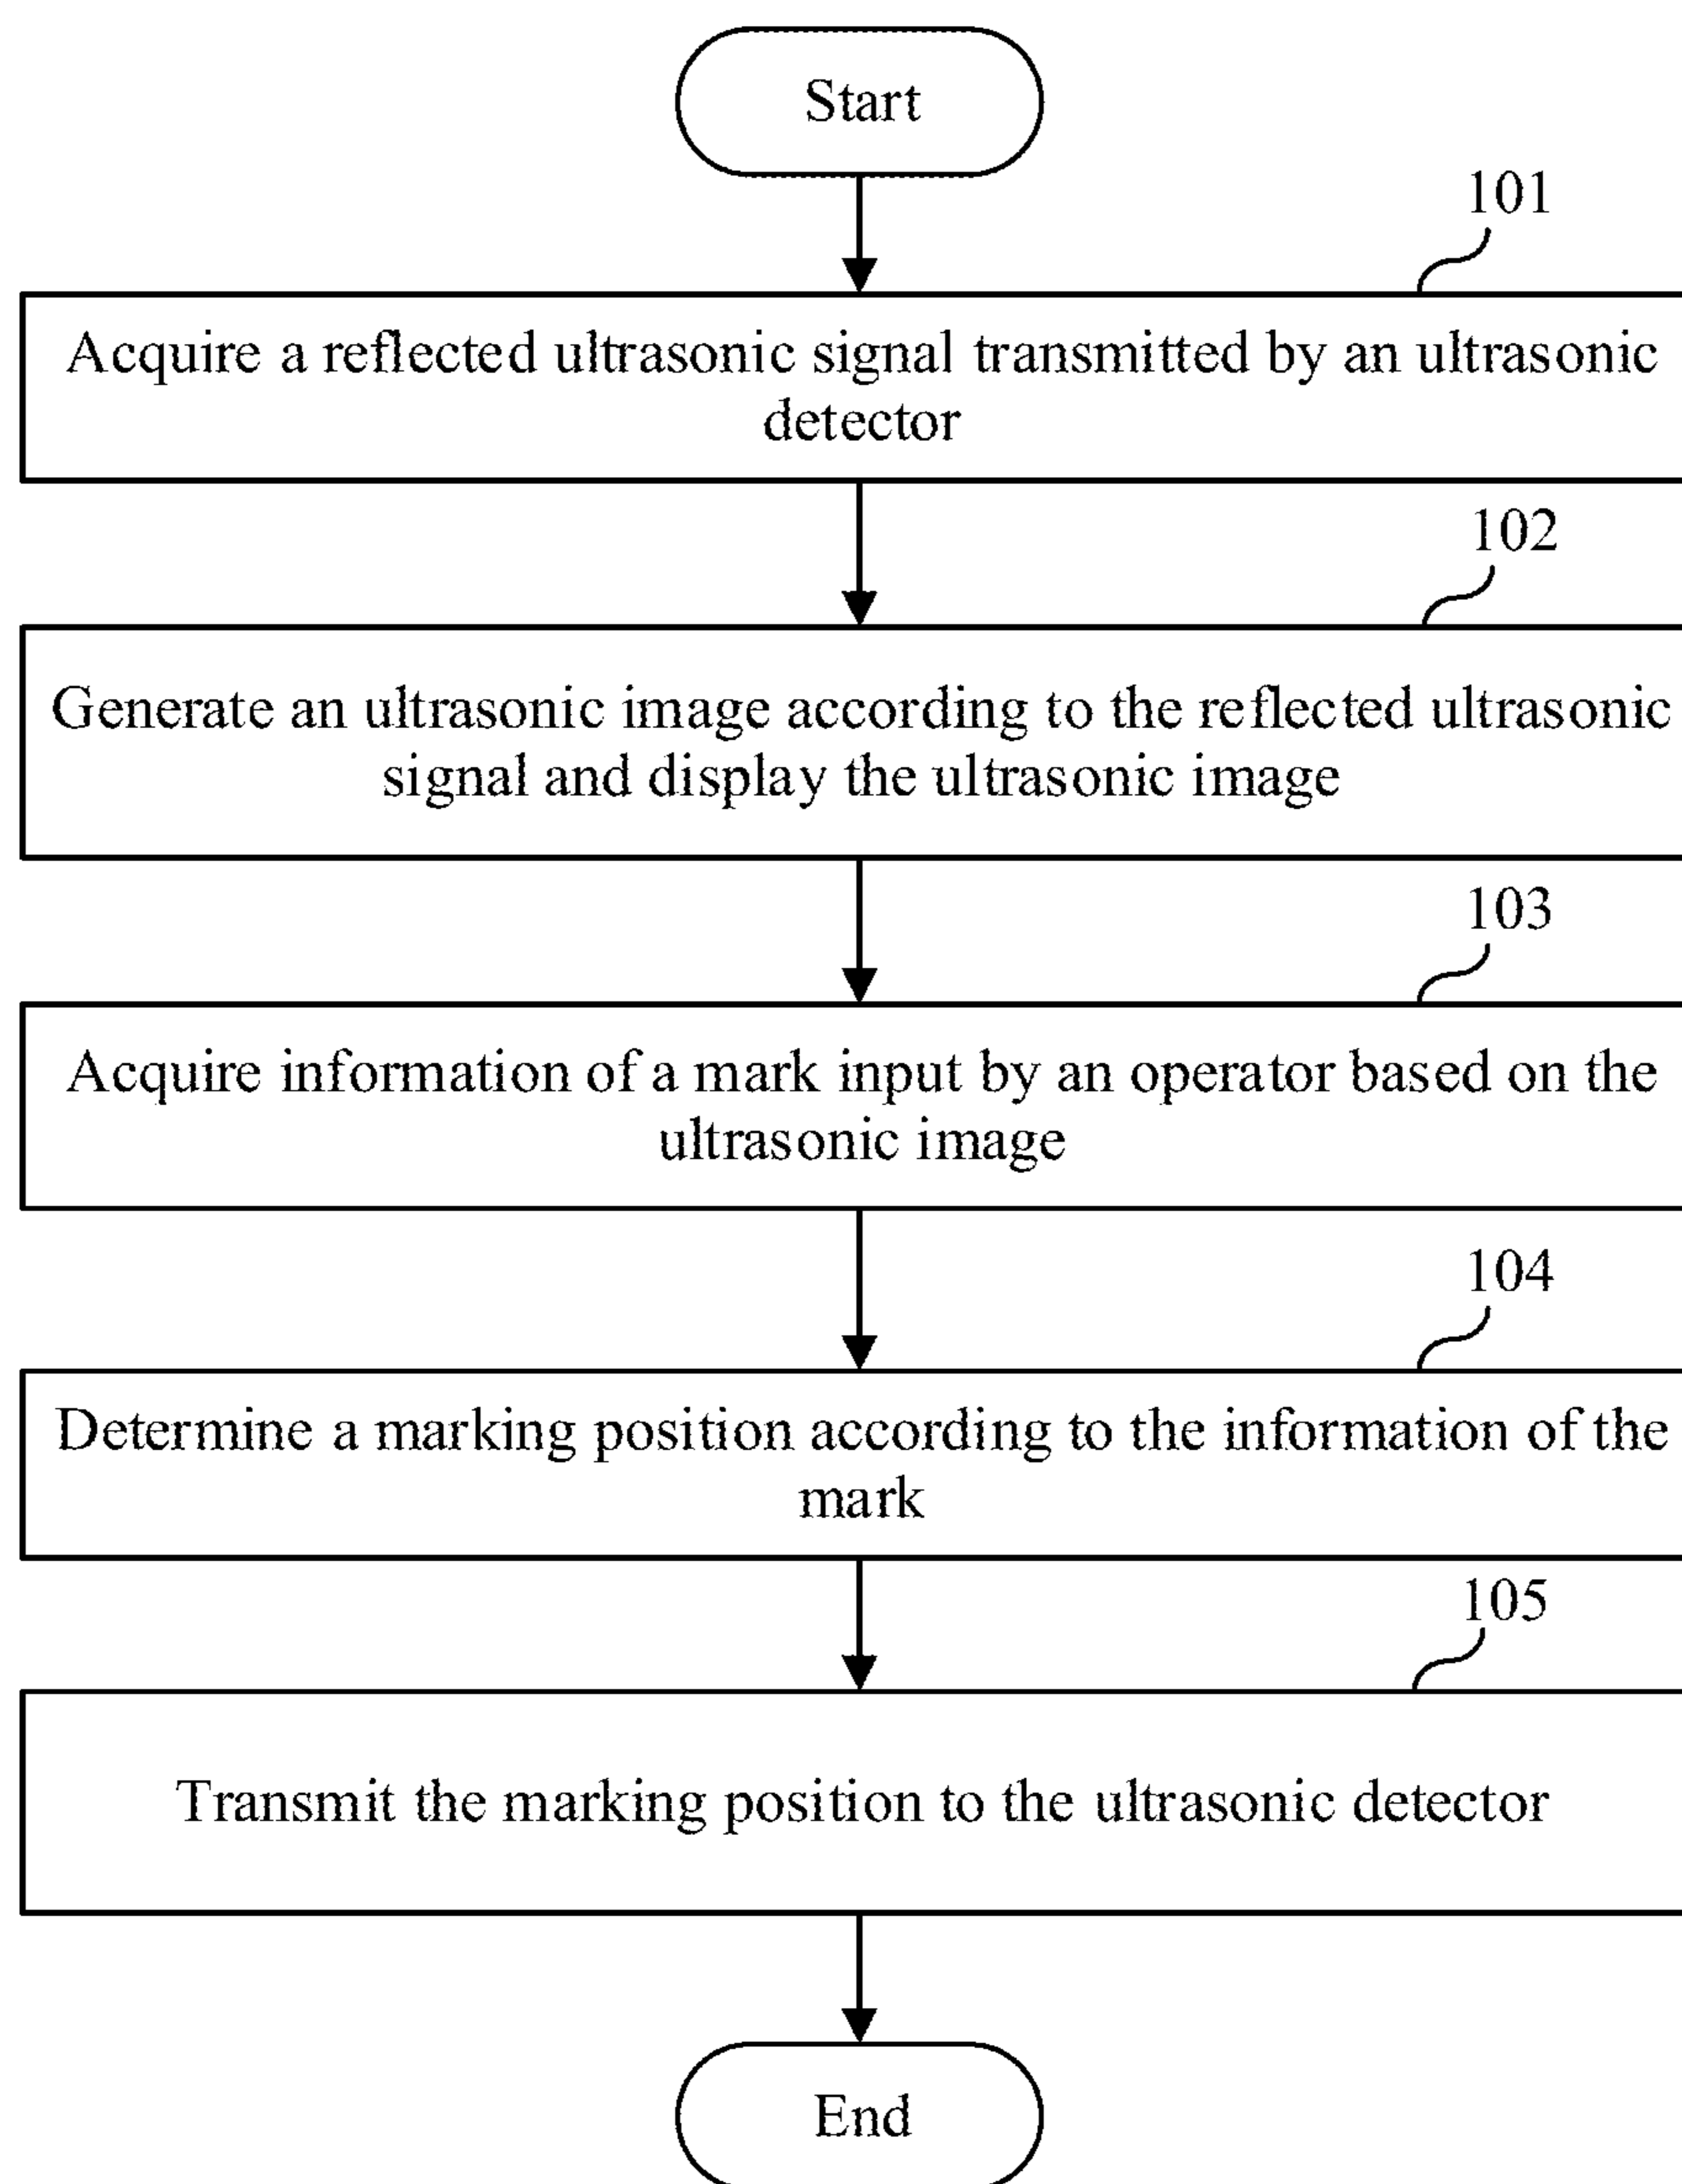 Start
101
Acquire a reflected ultrasonic signal transmitted by an ultrasonic
detector
102
Generate an ultrasonic image according to the reflected ultrasonic
signal and display the ultrasonic image
103
Acquire information of a mark input by an operator based on the
ultrasonic image
104
Determine a marking position according to the information of the
mark
105
Transmit the marking position to the ultrasonic detector
End